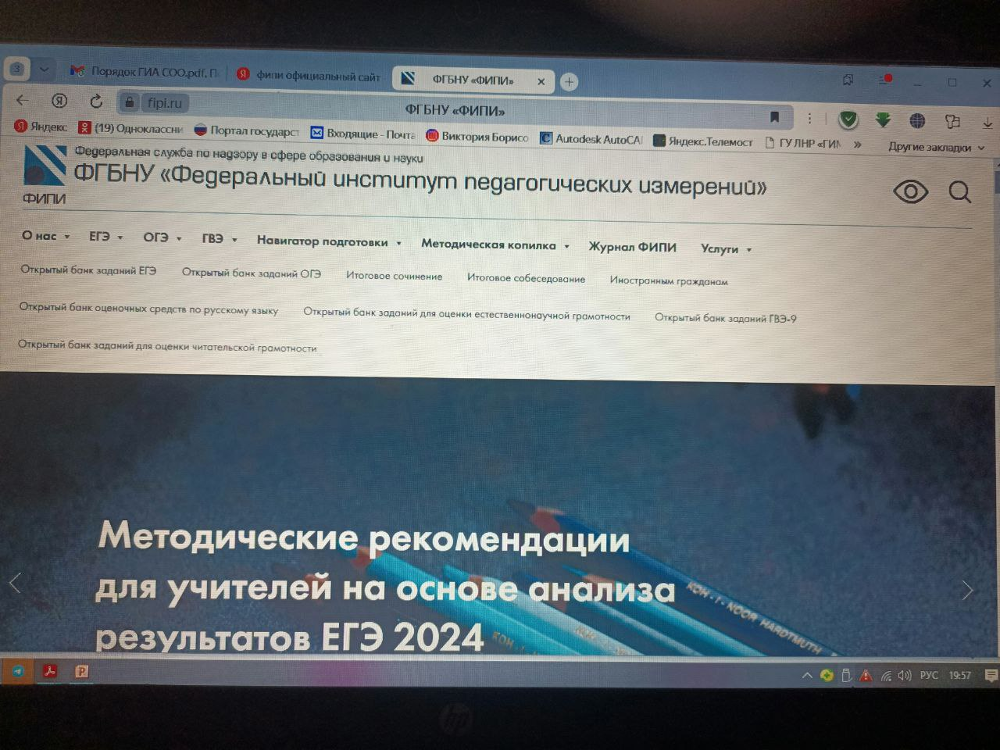 3
Порядок ГИА СОО.pdf, П
фипи официальный сайт
ФГБНУ «ФИПИ»
fipi.ru
ФГБНУ «ФИПИ»
Яндекс
(19) Одноклассни
Портал государст
Входящие - Почта
Виктория Борисо
Autodesk AutoCAI
Яндекс.Телемост
ГУ ЛНР «ГИМ
»
Другие закладки
Федеральная служба по надзору в сфере образования и науки
ФГБНУ «Федеральный институт педагогических измерений»
ФИПИ
О нас ЕГЭ ОГЭ ГВЭ Навигатор подготовки Методическая копилка Журнал ФИПИ Услуги
Открытый банк заданий ЕГЭ Открытый банк заданий ОГЭ Итоговое сочинение Итоговое собеседование Иностранным гражданам
Открытый банк оценочных средств по русскому языку Открытый банк заданий для оценки естественнонаучной грамотности Открытый банк заданий ГВЭ-9
Открытый банк заданий для оценки читательской грамотности
Методические рекомендации
для учителей на основе анализа
результатов ЕГЭ 2024
KOH-I-NOOR HARDTMUTH
KOH-I-N
РУС 19:57
hp